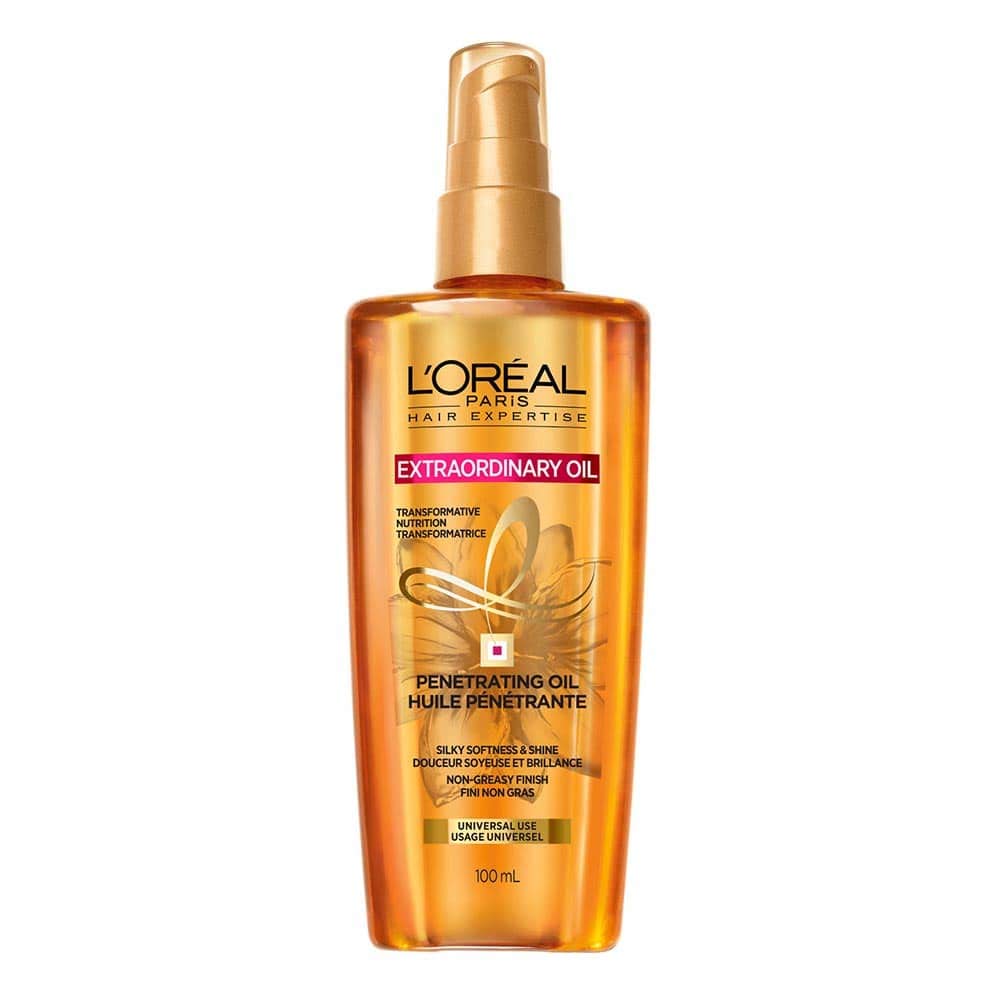 L'ORÉAL
PARiS
HAIR EXPERTISE
EXTRAORDINARY OIL
TRANSFORMATIVE
NUTRITION
TRANSFORMATRICE
PENETRATING OIL
HUILE PÉNÉTRANTE
SILKY SOFTNESS & SHINE
DOUCEUR SOYEUSE ET BRILLANCE
NON-GREASY FINISH
FINI NON GRAS
UNIVERSAL USE
USAGE UNIVERSEL
100 mL